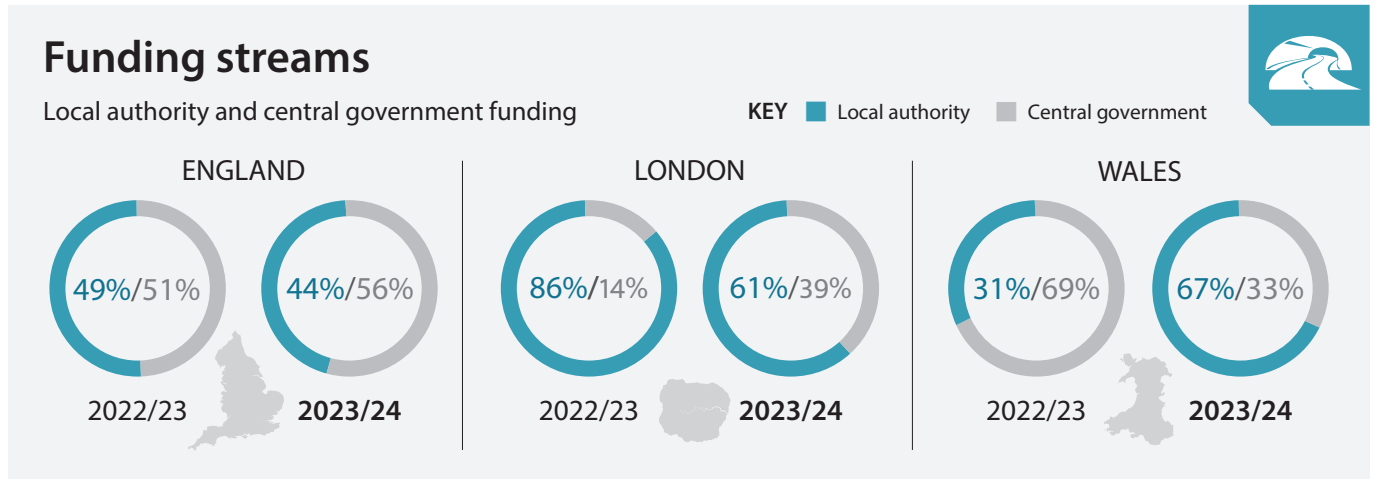 Funding streams
Local authority and central government funding
KEY Local authority Central government
ENGLAND
49%/51%
44%/56%
2022/23
2023/24
LONDON
86%/14%
61%/39%
2022/23
2023/24
WALES
31%/69%
67%/33%
2022/23
2023/24